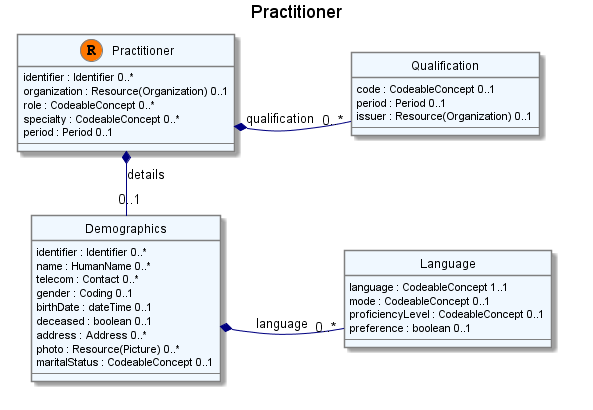 Practitioner
R Practitioner
identifier : Identifier 0..*
organization : Resource(Organization) 0..1
role : CodeableConcept 0..*
specialty : CodeableConcept 0..*
period : Period 0..1
qualification 0..*
Qualification
code : CodeableConcept 0..1
period : Period 0..1
issuer : Resource(Organization) 0..1
details
0..1
Demographics
identifier : Identifier 0..*
name : HumanName 0..*
telecom : Contact 0..*
gender : Coding 0..1
birthDate : dateTime 0..1
deceased : boolean 0..1
address : Address 0..*
photo : Resource(Picture) 0..*
maritalStatus : CodeableConcept 0..1
language 0..*
Language
language : CodeableConcept 1..1
mode : CodeableConcept 0..1
proficiencyLevel : CodeableConcept 0..1
preference : boolean 0..1